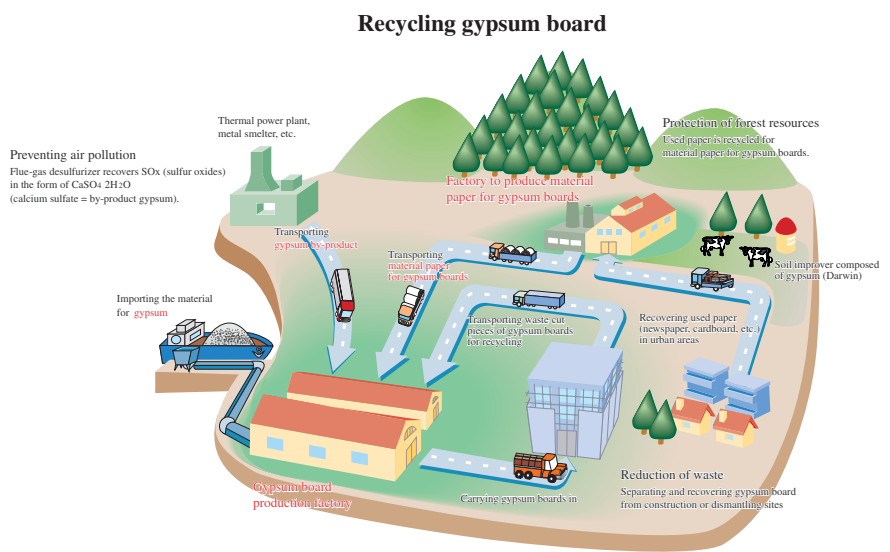 Recycling gypsum board
Thermal power plant,
metal smelter, etc.
Preventing air pollution
Flue-gas desulfurizer recovers SOx (sulfur oxides)
in the form of CaSO4 2H2O
(calcium sulfate = by-product gypsum).
Protection of forest resources
Used paper is recycled for
material paper for gypsum boards.
Factory to produce material
paper for gypsum boards
Transporting
gypsum by-product
Transporting
material paper
for gypsum boards
Soil improver composed
of gypsum (Darwin)
Importing the material
for gypsum
Transporting waste cut
pieces of gypsum boards
for recycling
Recovering used paper
(newspaper, cardboard, etc.)
in urban areas
Gypsum board
production factory
Carrying gypsum boards in
Reduction of waste
Separating and recovering gypsum board
from construction or dismantling sites